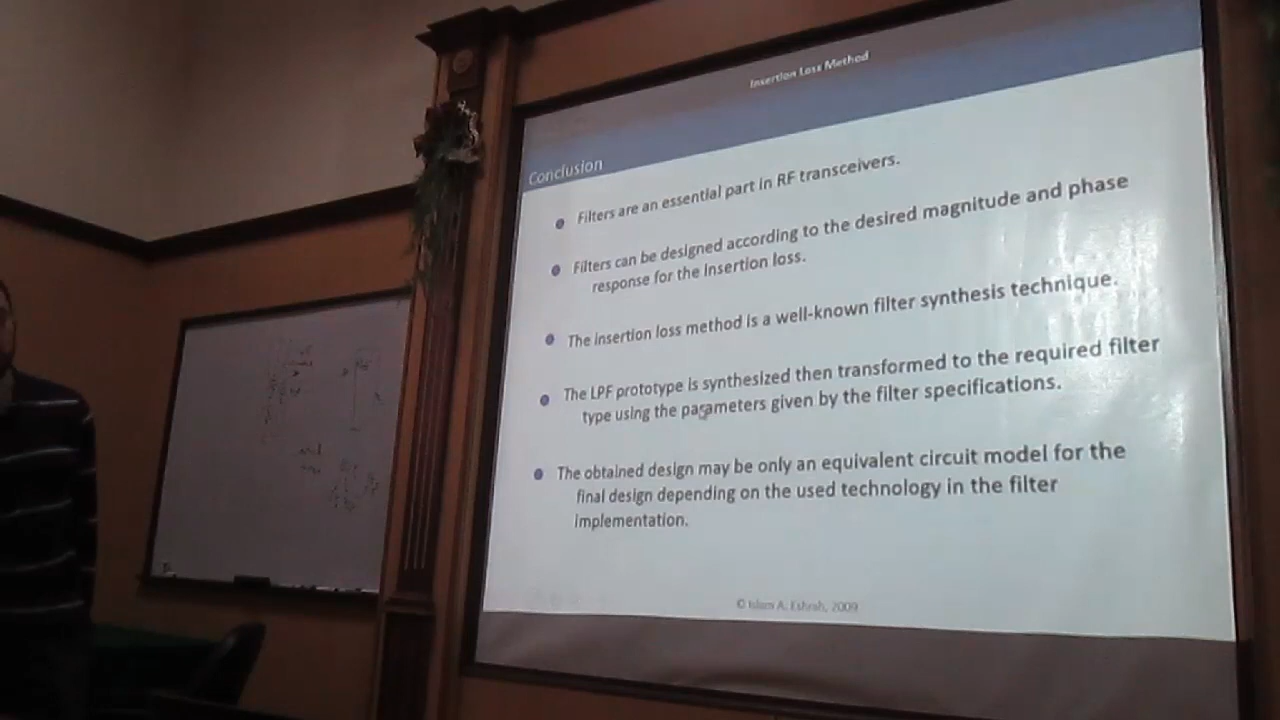 Insertion Loss Method
Conclusion
Filters are an essential part in RF transceivers.
Filters can be designed according to the desired magnitude and phase
response for the Insertion loss.
The insertion loss method is a well-known filter synthesis technique.
The LPF prototype is synthesized then transformed to the required filter
type using the parameters given by the filter specifications.
The obtained design may be only an equivalent circuit model for the
final design depending on the used technology in the filter
implementation.
© Islam A. Eshrah, 2009